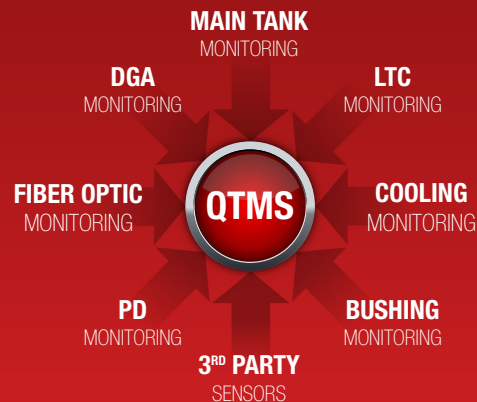 MAIN TANK
MONITORING
DGA
MONITORING
LTC
MONITORING
FIBER OPTIC
MONITORING
QTMS
COOLING
MONITORING
PD
MONITORING
BUSHING
MONITORING
3RD PARTY
SENSORS